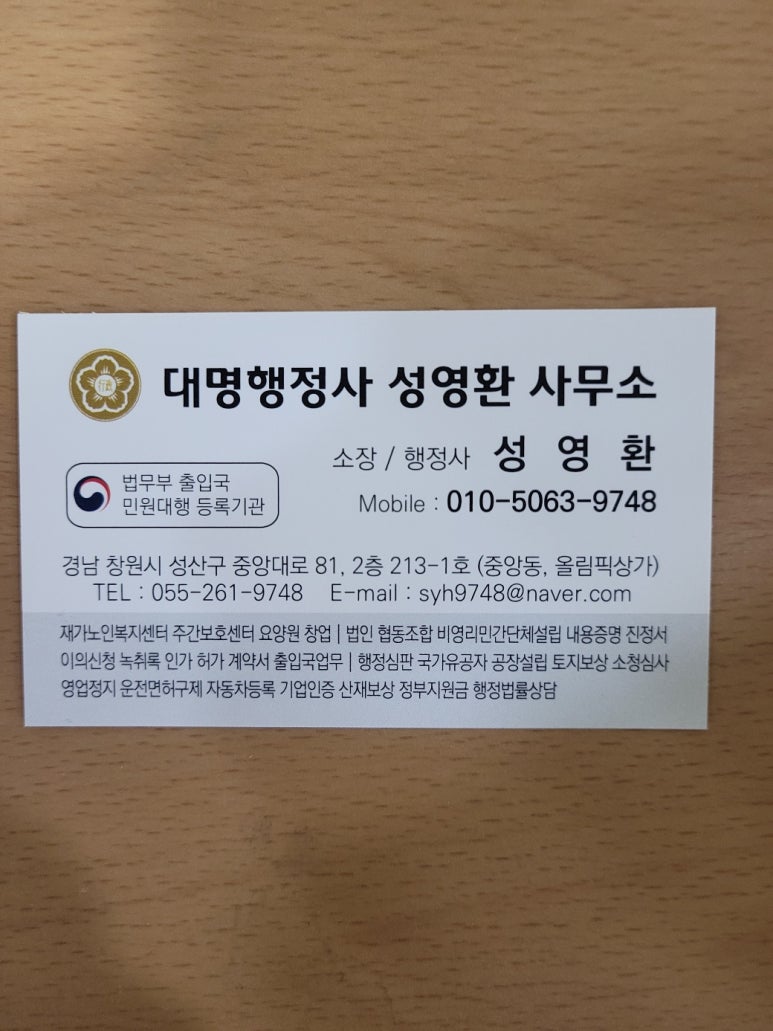 대명행정사 성영환 사무소
소장 / 행정사 성 영 환
법무부 출입국
민원대행 등록기관
Mobile : 010-5063-9748
경남 창원시 성산구 중앙대로 81, 2층 213-1호 (중앙동, 올림픽상가)
TEL : 055-261-9748 E-mail : syh9748@naver.com
재가노인복지센터 주간보호센터 요양원 창업 | 법인 협동조합 비영리민간단체설립 내용증명 진정서
이의신청 녹취록 인가 허가 계약서 출입국업무 | 행정심판 국가유공자 공장설립 토지보상 소청심사
영업정지 운전면허구제 자동차등록 기업인증 산재보상 정부지원금 행정법률상담